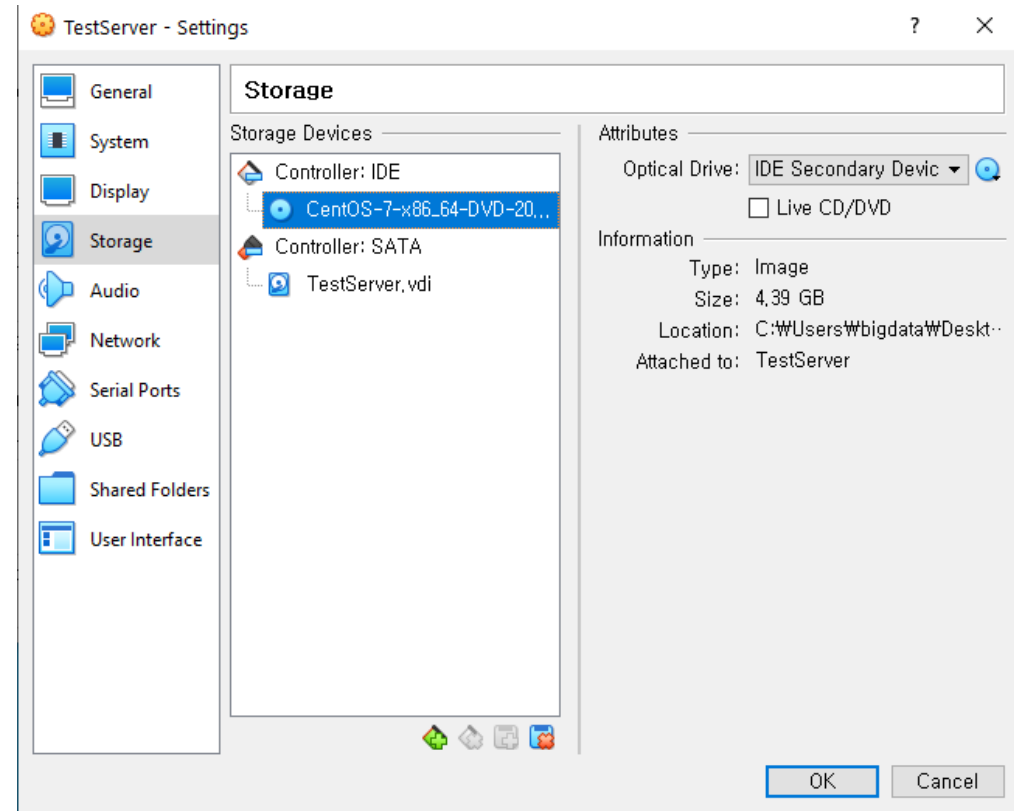 TestServer - Settings
?
General
System
Display
Storage
Audio
Network
Serial Ports
USB
Shared Folders
User Interface
Storage
Storage Devices
Controller: IDE
CentOS-7-x86_64-DVD-20...
Controller: SATA
TestServer.vdi
Attributes
Optical Drive: IDE Secondary Devic
Live CD/DVD
Information
Type: Image
Size: 4.39 GB
Location: C:₩Users₩bigdata₩Deskt...
Attached to: TestServer
OK Cancel